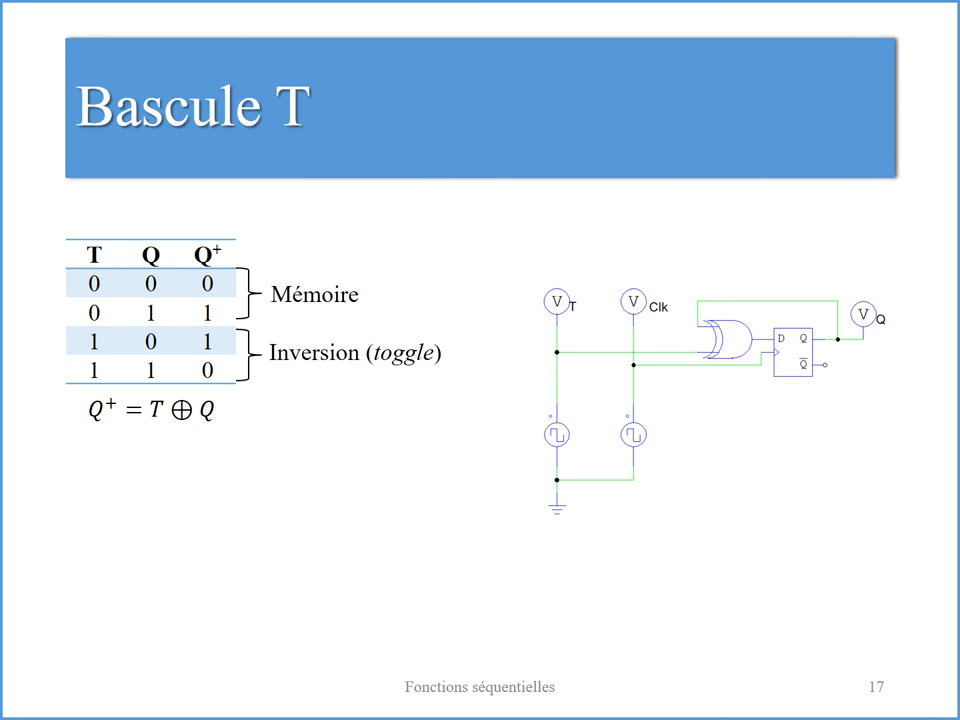 Bascule T
T Q Q⁺
0 0 0
0 1 1
1 0 1
1 1 0
Mémoire
Inversion (toggle)
Q⁺ = T ⊕ Q
V T
V Clk
V Q
D Q
Q̅
Fonctions séquentielles
17